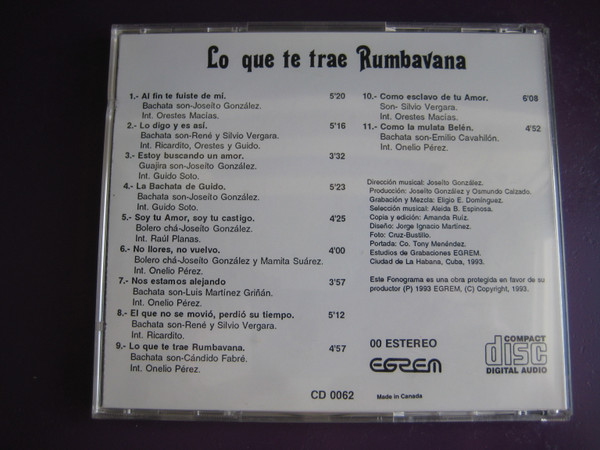 Lo que te trae Rumbavana
1.- Al fin te fuiste de mí. 5'20
Bachata son-Joseíto González.
Int. Orestes Macías.
2.- Lo digo y es así. 5'16
Bachata son-René y Silvio Vergara.
Int. Ricardito, Orestes y Guido.
3.- Estoy buscando un amor. 3'32
Guajira son-Joseíto González.
Int. Guido Soto.
4.- La Bachata de Guido. 5'23
Bachata son-Joseíto González.
Int. Guido Soto.
5.- Soy tu Amor, soy tu castigo. 4'25
Bolero chá-Joseíto González.
Int. Raúl Planas.
6.- No llores, no vuelvo. 4'00
Bolero chá-Joseíto González y Mamita Suárez.
Int. Onelio Pérez.
7.- Nos estamos alejando 3'57
Bachata son-Luis Martínez Griñán.
Int. Onelio Pérez.
8.- El que no se movió, perdió su tiempo. 5'12
Bachata son-René y Silvio Vergara.
Int. Ricardito.
9.- Lo que te trae Rumbavana. 4'57
Bachata son-Cándido Fabré.
Int. Onelio Pérez.
10.- Como esclavo de tu Amor. 6'08
Son- Silvio Vergara.
Int. Orestes Macías.
11.- Como la mulata Belén. 4'52
Bachata son-Emilio Cavahilón.
Int. Onelio Pérez.
Dirección musical: Joseíto González.
Producción: Joseíto González y Osmundo Calzado.
Grabación y Mezcla: Eligio E. Domínguez.
Selección musical: Aleida B. Espinosa.
Copia y edición: Amanda Ruíz.
Diseño: Jorge Ignacio Martínez.
Foto: Cruz-Bustillo.
Portada: Co. Tony Menéndez.
Estudios de Grabaciones EGREM.
Ciudad de La Habana, Cuba, 1993.
Este Fonograma es una obra protegida en favor de su
productor (P) 1993 EGREM, (C) Copyright, 1993.
00 ESTEREO
EGREM
COMPACT
disc
DIGITAL AUDIO
CD 0062
Made in Canada